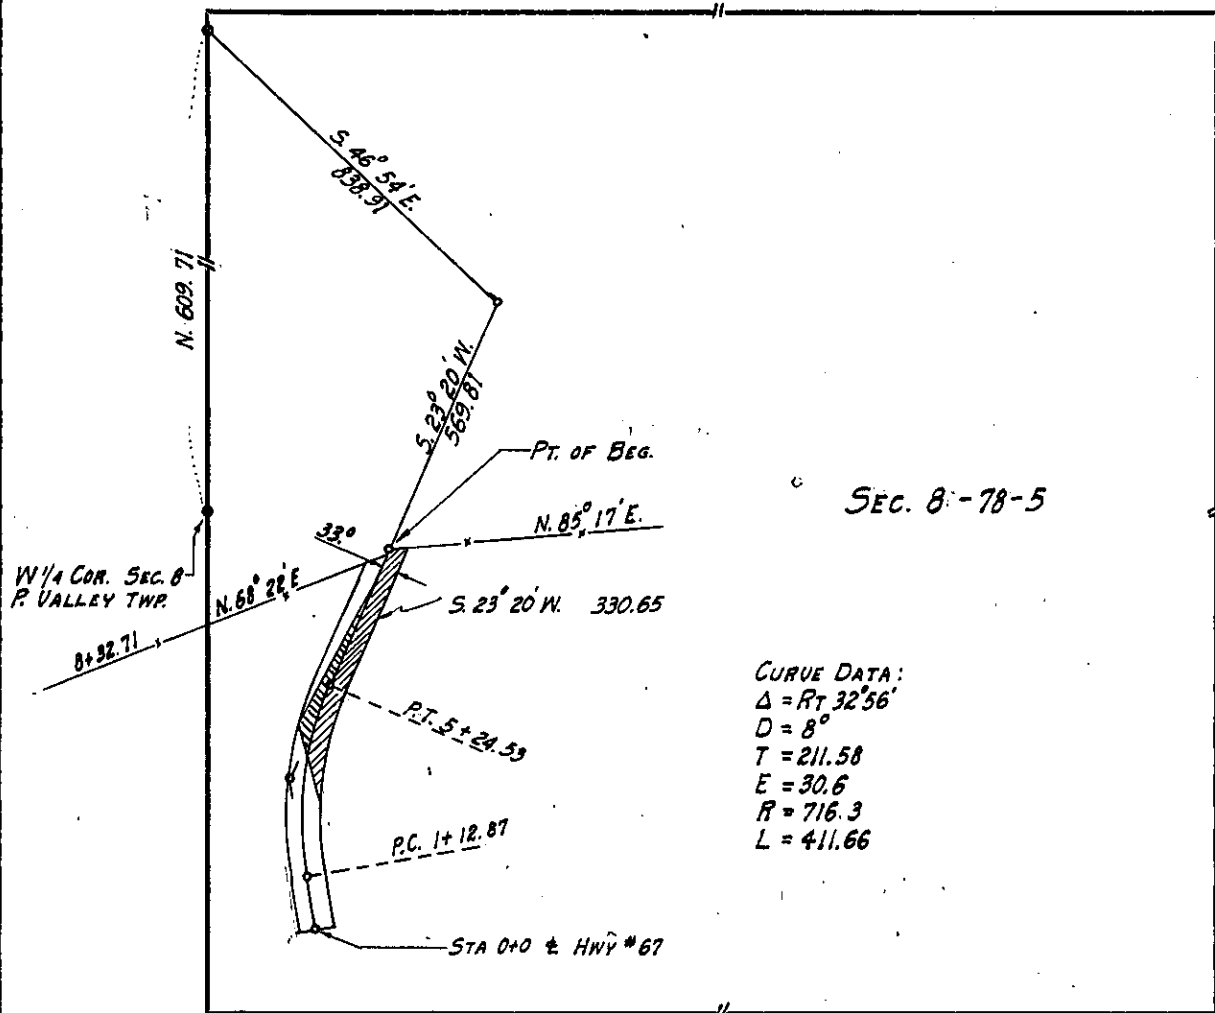 S. 46° 54' E.
838.91
N. 609.71
S. 23° 20' W.
569.81
PT. OF BEG.
SEC. 8 - 78-5
N. 85° 17' E.
33.0
W 1/4 COR. SEC. 8
P. VALLEY TWP.
N. 68° 22' E
S. 23° 20' W. 330.65
8+32.71
CURVE DATA:
Δ = RT 32°56'
D = 8°
T = 211.58
E = 30.6
R = 716.3
L = 411.66
P.T. 5+24.53
P.C. 1+12.87
STA 0+0 ℄ HWY #67